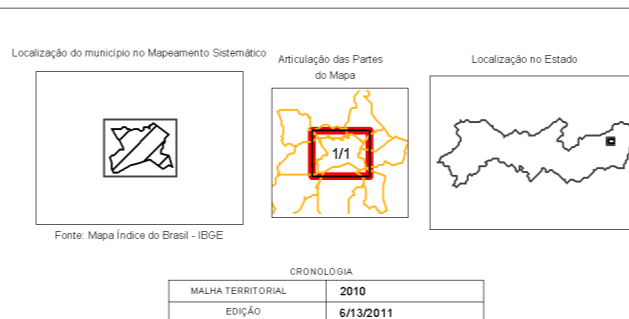 Localização do município no Mapeamento Sistemático
Articulação das Partes
do Mapa
Localização no Estado
1/1
Fonte: Mapa Índice do Brasil - IBGE
CRONOLOGIA
MALHA TERRITORIAL 2010
EDIÇÃO 6/13/2011